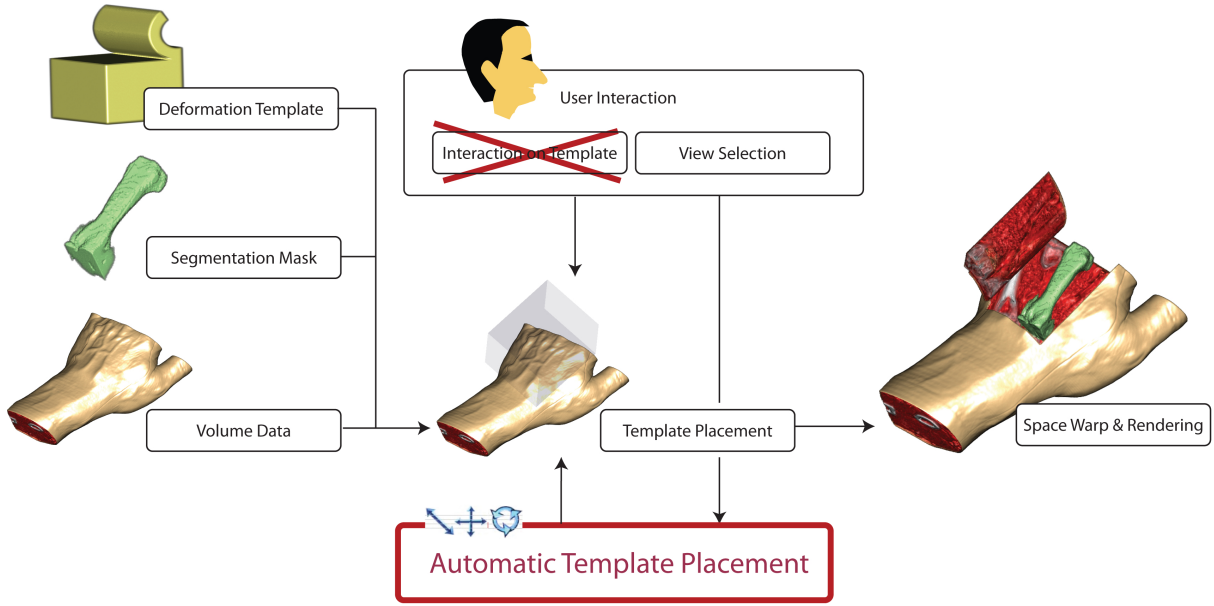 Deformation Template
User Interaction
Interaction on Template
View Selection
Segmentation Mask
Volume Data
Template Placement
Space Warp & Rendering
Automatic Template Placement